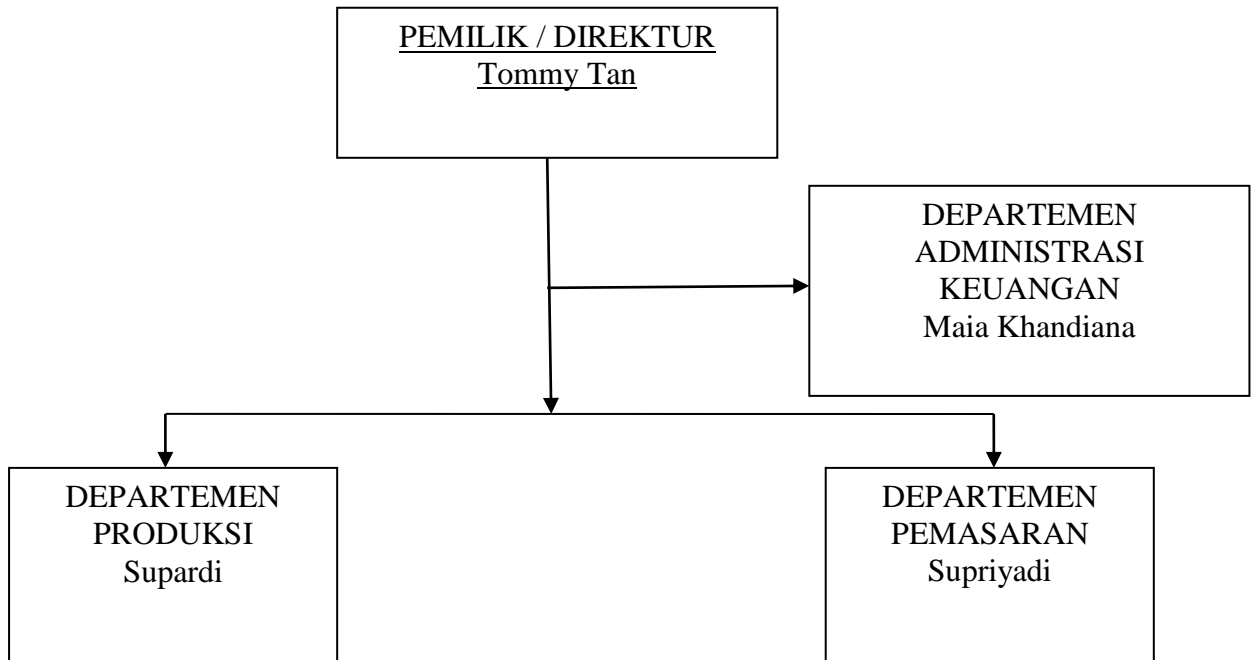 PEMILIK / DIREKTUR
Tommy Tan
DEPARTEMEN
ADMINISTRASI
KEUANGAN
Maia Khandiana
DEPARTEMEN
PRODUKSI
Supardi
DEPARTEMEN
PEMASARAN
Supriyadi